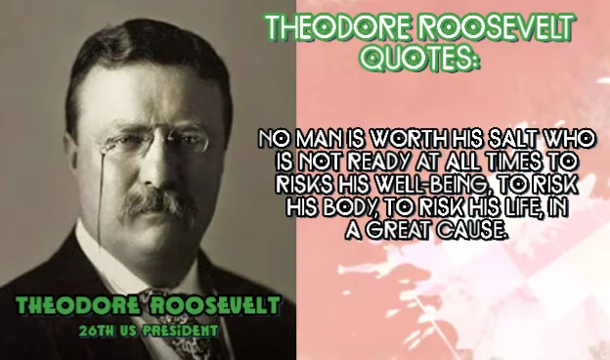 THEODORE ROOSEVELT
QUOTES:
NO MAN IS WORTH HIS SALT WHO
IS NOT READY AT ALL TIMES TO
RISKS HIS WELL-BEING, TO RISK
HIS BODY, TO RISK HIS LIFE, IN
A GREAT CAUSE.
THEODORE ROOSEVELT
26TH US PRESIDENT